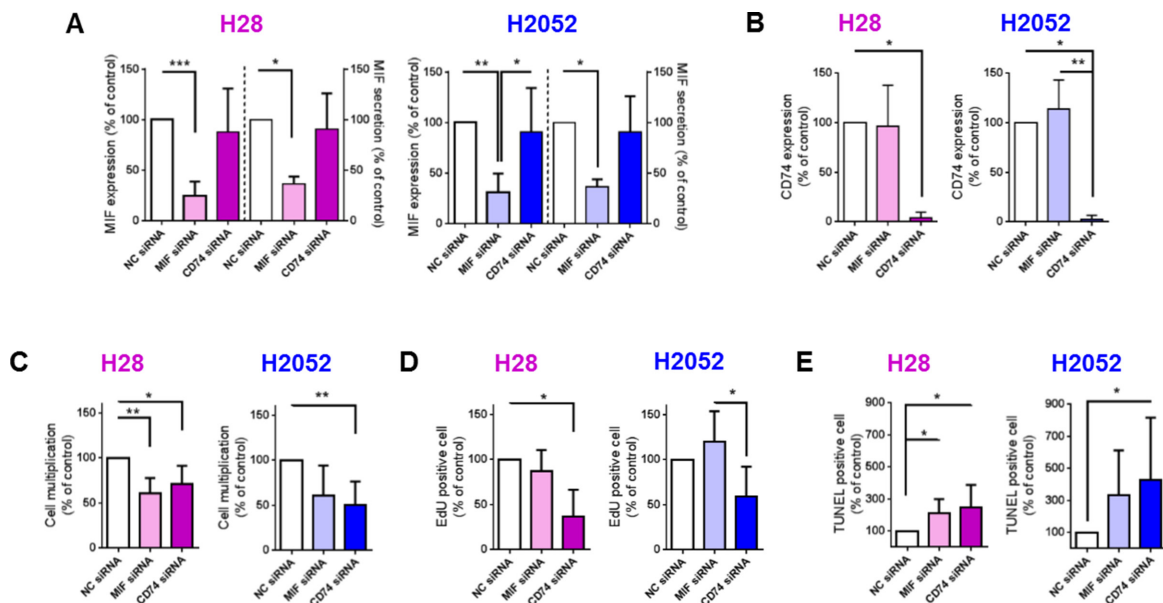 A
H28
***
*
150
100
50
0
MIF expression (% of control)
150
100
50
0
MIF secretion (% of control)
NC siRNA
MIF siRNA
CD74 siRNA
NC siRNA
MIF siRNA
CD74 siRNA
H2052
**
*
*
150
100
50
0
MIF expression (% of control)
150
100
50
0
MIF secretion (% of control)
NC siRNA
MIF siRNA
CD74 siRNA
NC siRNA
MIF siRNA
CD74 siRNA
B
H28
*
150
100
50
0
CD74 expression
(% of control)
NC siRNA
MIF siRNA
CD74 siRNA
H2052
*
**
150
100
50
0
CD74 expression
(% of control)
NC siRNA
MIF siRNA
CD74 siRNA
C
H28
*
**
150
100
50
0
Cell multiplication
(% of control)
NC siRNA
MIF siRNA
CD74 siRNA
H2052
**
150
100
50
0
Cell multiplication
(% of control)
NC siRNA
MIF siRNA
CD74 siRNA
D
H28
*
150
100
50
0
EdU positive cell
(% of control)
NC siRNA
MIF siRNA
CD74 siRNA
H2052
*
150
100
50
0
EdU positive cell
(% of control)
NC siRNA
MIF siRNA
CD74 siRNA
E
H28
*
*
900
700
500
300
100
TUNEL positive cell
(% of control)
NC siRNA
MIF siRNA
CD74 siRNA
H2052
*
900
700
500
300
100
TUNEL positive cell
(% of control)
NC siRNA
MIF siRNA
CD74 siRNA